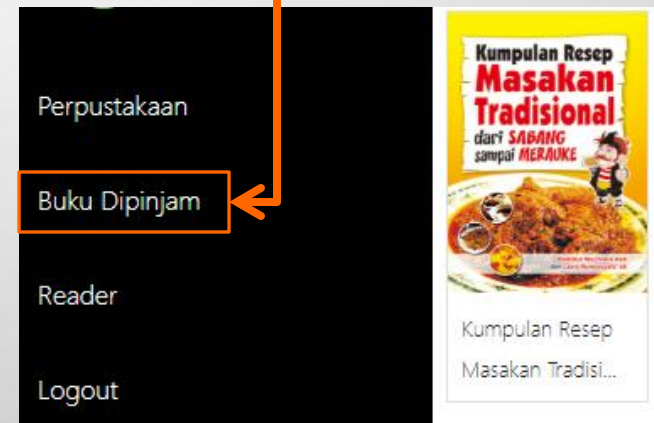 Perpustakaan
Buku Dipinjam
Reader
Logout
Kumpulan Resep
Masakan
Tradisional
dari SABANG
sampai MERAUKE
Kumpulan Resep
Masakan Tradisi...